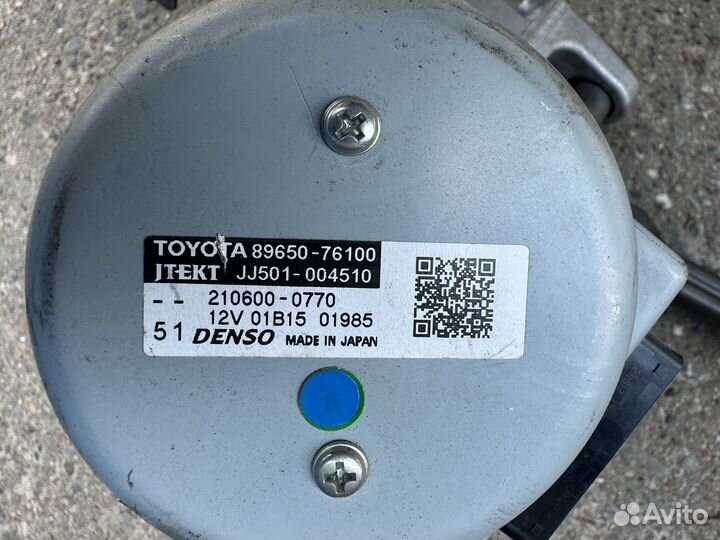 TOYOTA 89650-76100
JTEKT JJ501-004510
-- 210600-0770
12V 01B15 01985
51 DENSO MADE IN JAPAN
Avito